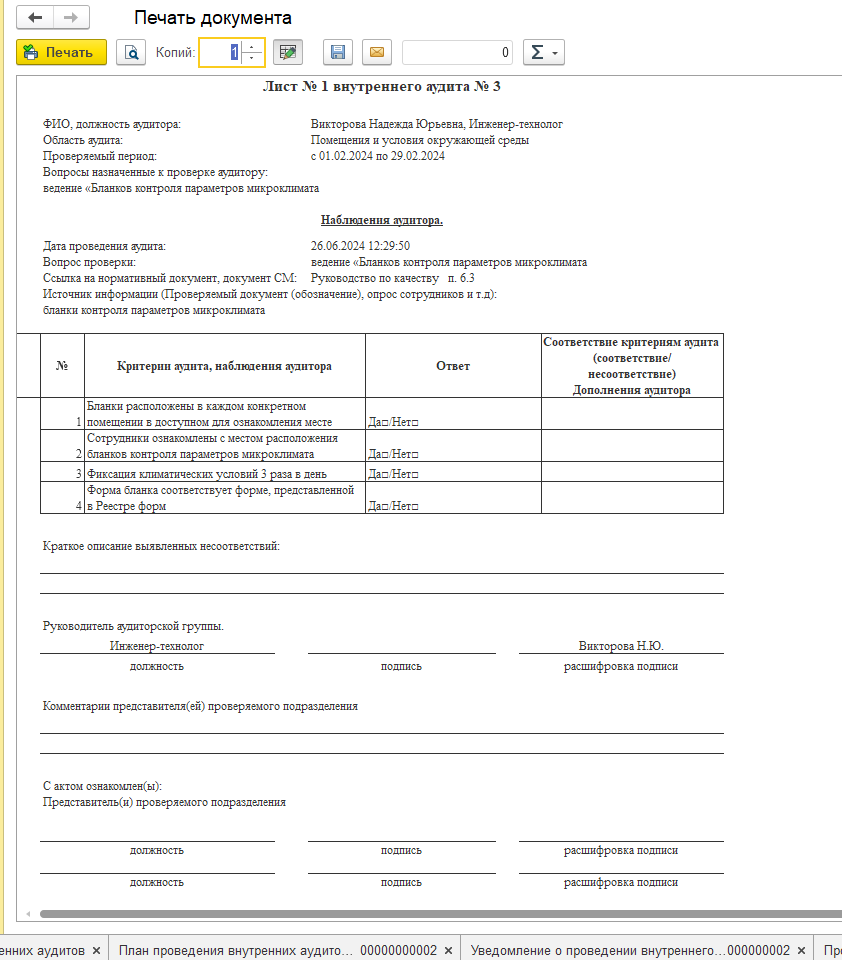 Печать документа
Печать Копий: 1 0 Σ
Лист № 1 внутреннего аудита № 3
ФИО, должность аудитора: Викторова Надежда Юрьевна, Инженер-технолог
Область аудита: Помещения и условия окружающей среды
Проверяемый период: с 01.02.2024 по 29.02.2024
Вопросы назначенные к проверке аудитору:
ведение «Бланков контроля параметров микроклимата
Наблюдения аудитора.
Дата проведения аудита: 26.06.2024 12:29:50
Вопрос проверки: ведение «Бланков контроля параметров микроклимата
Ссылка на нормативный документ, документ СМ: Руководство по качеству п. 6.3
Источник информации (Проверяемый документ (обозначение), опрос сотрудников и т.д):
бланки контроля параметров микроклимата
№ Критерии аудита, наблюдения аудитора Ответ Соответствие критериям аудита
(соответствие/
несоответствие)
Дополнения аудитора
Бланки расположены в каждом конкретном
1 помещении в доступном для ознакомления месте Да□/Нет□
Сотрудники ознакомлены с местом расположения
2 бланков контроля параметров микроклимата Да□/Нет□
3 Фиксация климатических условий 3 раза в день Да□/Нет□
Форма бланка соответствует форме, представленной
4 в Реестре форм Да□/Нет□
Краткое описание выявленных несоответствий:
Руководитель аудиторской группы.
Инженер-технолог Викторова Н.Ю.
должность подпись расшифровка подписи
Комментарии представителя(ей) проверяемого подразделения
С актом ознакомлен(ы):
Представитель(и) проверяемого подразделения
должность подпись расшифровка подписи
должность подпись расшифровка подписи
енних аудитов × План проведения внутренних аудито... 00000000002 × Уведомление о проведении внутреннего...000000002 × Пр